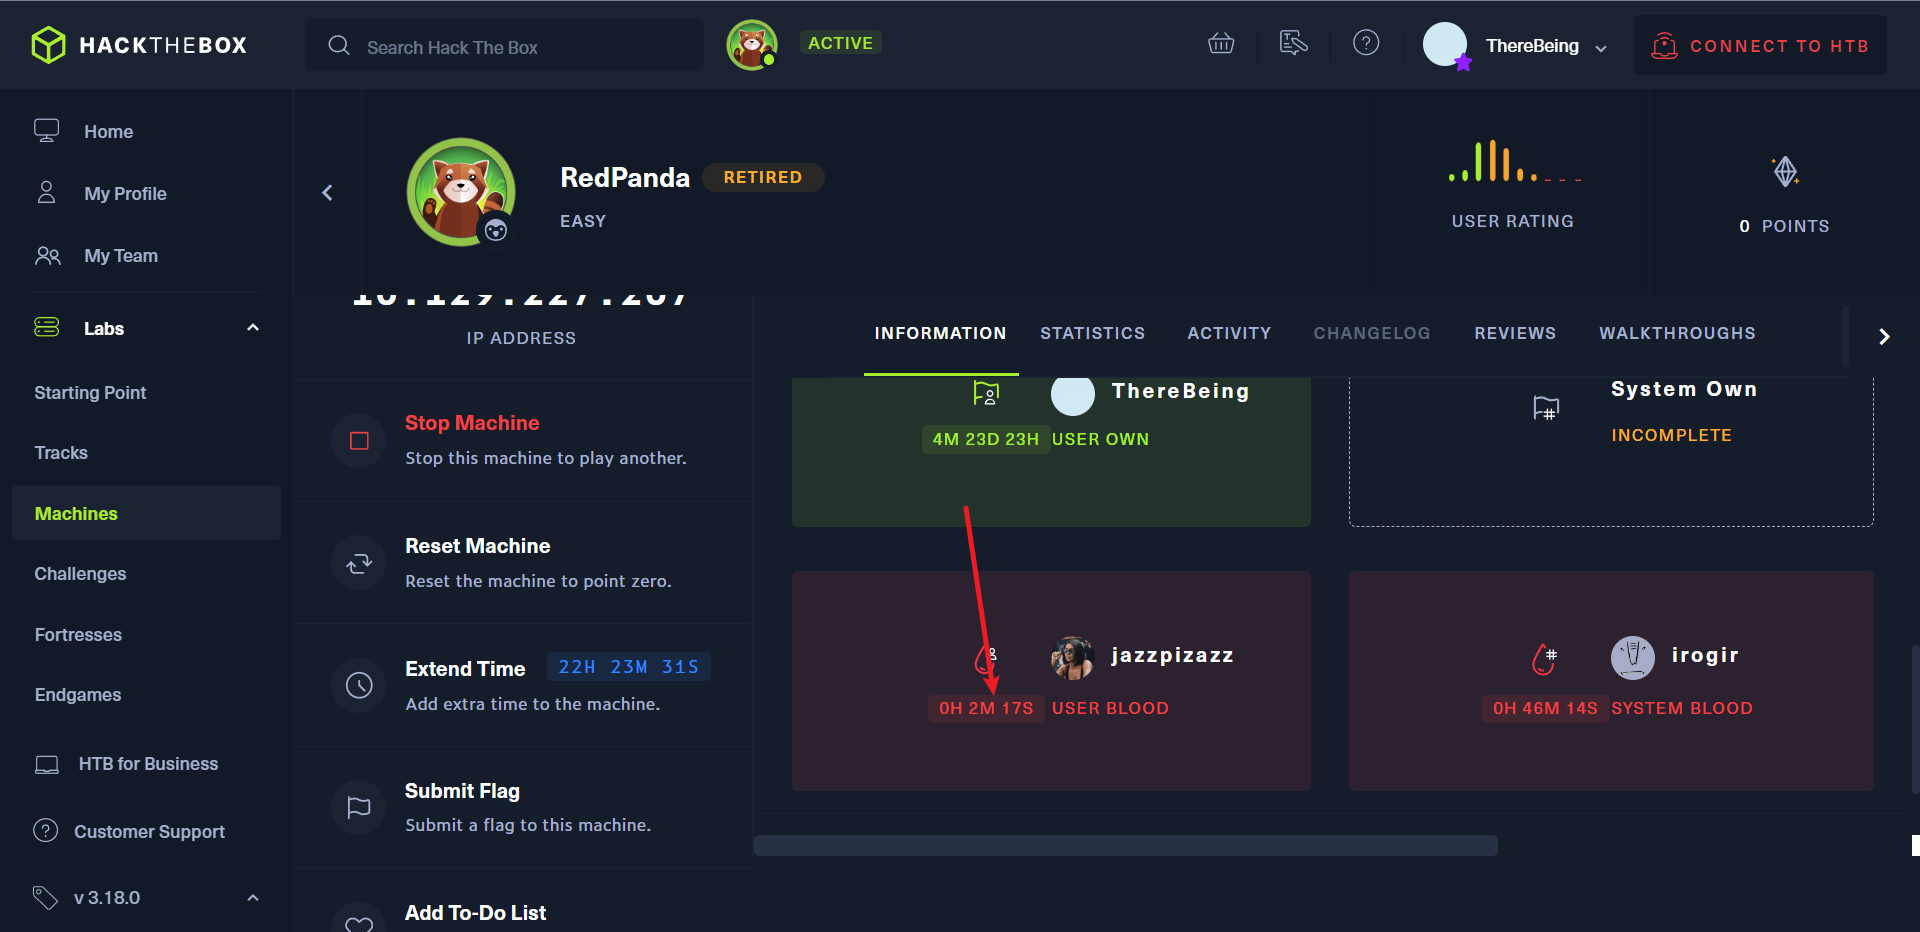 HACKTHEBOX
Search Hack The Box
ACTIVE
ThereBeing
CONNECT TO HTB
Home
My Profile
My Team
Labs
Starting Point
Tracks
Machines
Challenges
Fortresses
Endgames
HTB for Business
Customer Support
v 3.18.0
RedPanda
RETIRED
EASY
USER RATING
0 POINTS
10.129.227.207
IP ADDRESS
Stop Machine
Stop this machine to play another.
Reset Machine
Reset the machine to point zero.
Extend Time
22H 23M 31S
Add extra time to the machine.
Submit Flag
Submit a flag to this machine.
Add To-Do List
INFORMATION
STATISTICS
ACTIVITY
CHANGELOG
REVIEWS
WALKTHROUGHS
ThereBeing
4M 23D 23H USER OWN
System Own
INCOMPLETE
jazzpizazz
0H 2M 17S USER BLOOD
irogir
0H 46M 14S SYSTEM BLOOD